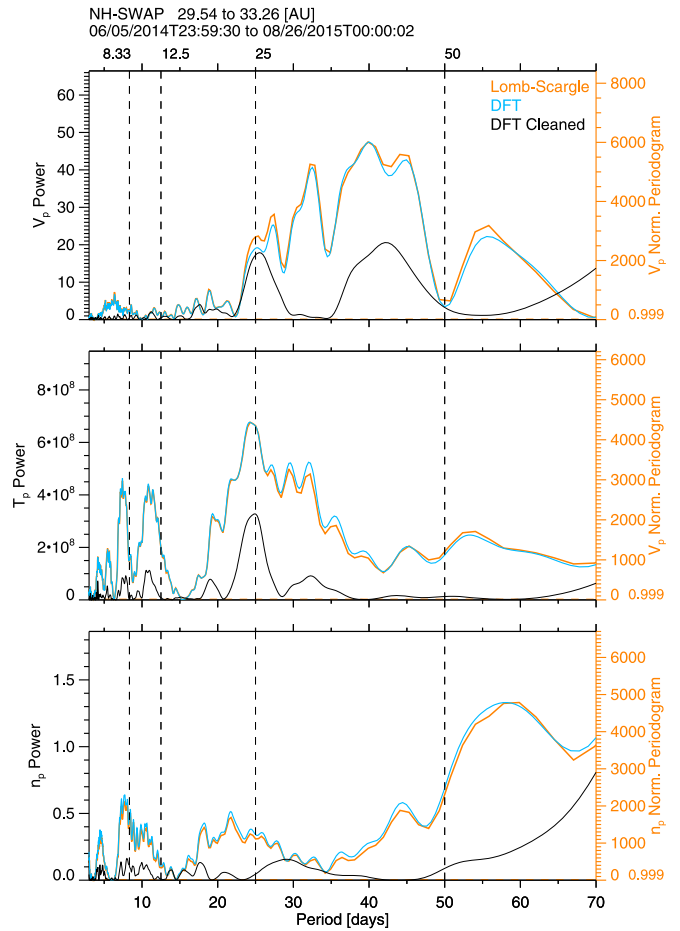 NH-SWAP 29.54 to 33.26 [AU]
06/05/2014T23:59:30 to 08/26/2015T00:00:02
8.33 12.5 25 50
Lomb-Scargle
DFT
DFT Cleaned
60
50
40
30
20
10
0
Vp Power
8000
6000
4000
2000
0 0.999
Vp Norm. Periodogram
8•10⁸
6•10⁸
4•10⁸
2•10⁸
0
Tp Power
6000
5000
4000
3000
2000
1000
0 0.999
Vp Norm. Periodogram
1.5
1.0
0.5
0.0
np Power
6000
5000
4000
3000
2000
1000
0 0.999
np Norm. Periodogram
10 20 30 40 50 60 70
Period [days]